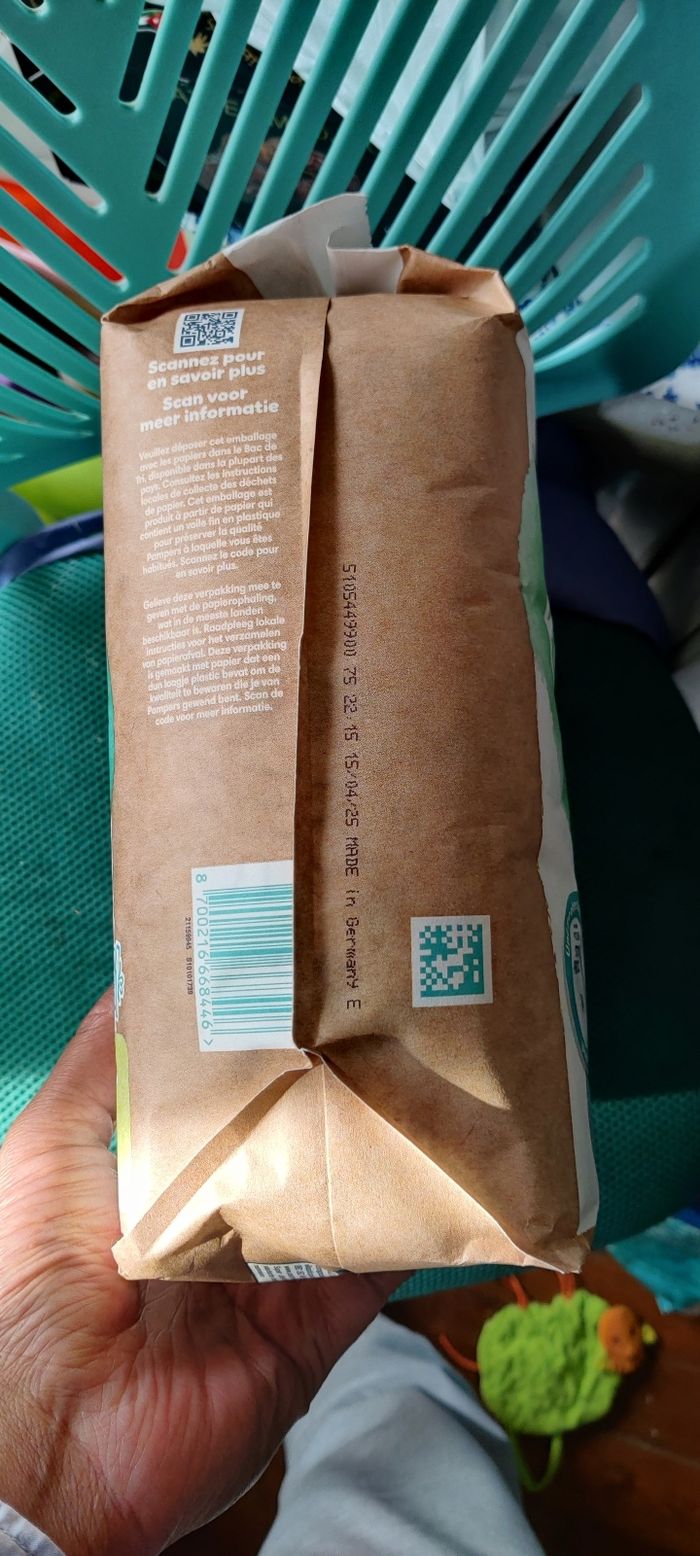 Scannez pour
en savoir plus
Scan voor
meer informatie
Veuillez déposer cet emballage
avec les papiers dans le Bac de
Tri, disponible dans la plupart des
pays. Consultez les instructions
locales de collecte des déchets
de papier. Cet emballage est
produit à partir de papier qui
contient un voile fin en plastique
pour préserver la qualité
Pampers à laquelle vous êtes
habitués. Scannez le code pour
en savoir plus.
Gelieve deze verpakking mee te
geven met de papierophaling,
wat in de meeste landen
beschikbaar is. Raadpleeg lokale
instructies voor het verzamelen
van papierafval. Deze verpakking
is gemaakt met papier dat een
dun laagje plastic bevat om de
kwaliteit te bewaren die je van
Pampers gewend bent. Scan de
code voor meer informatie.
5105449900 75 22:15 15/04/25 MADE in GermanY E
8 700216 668446 >